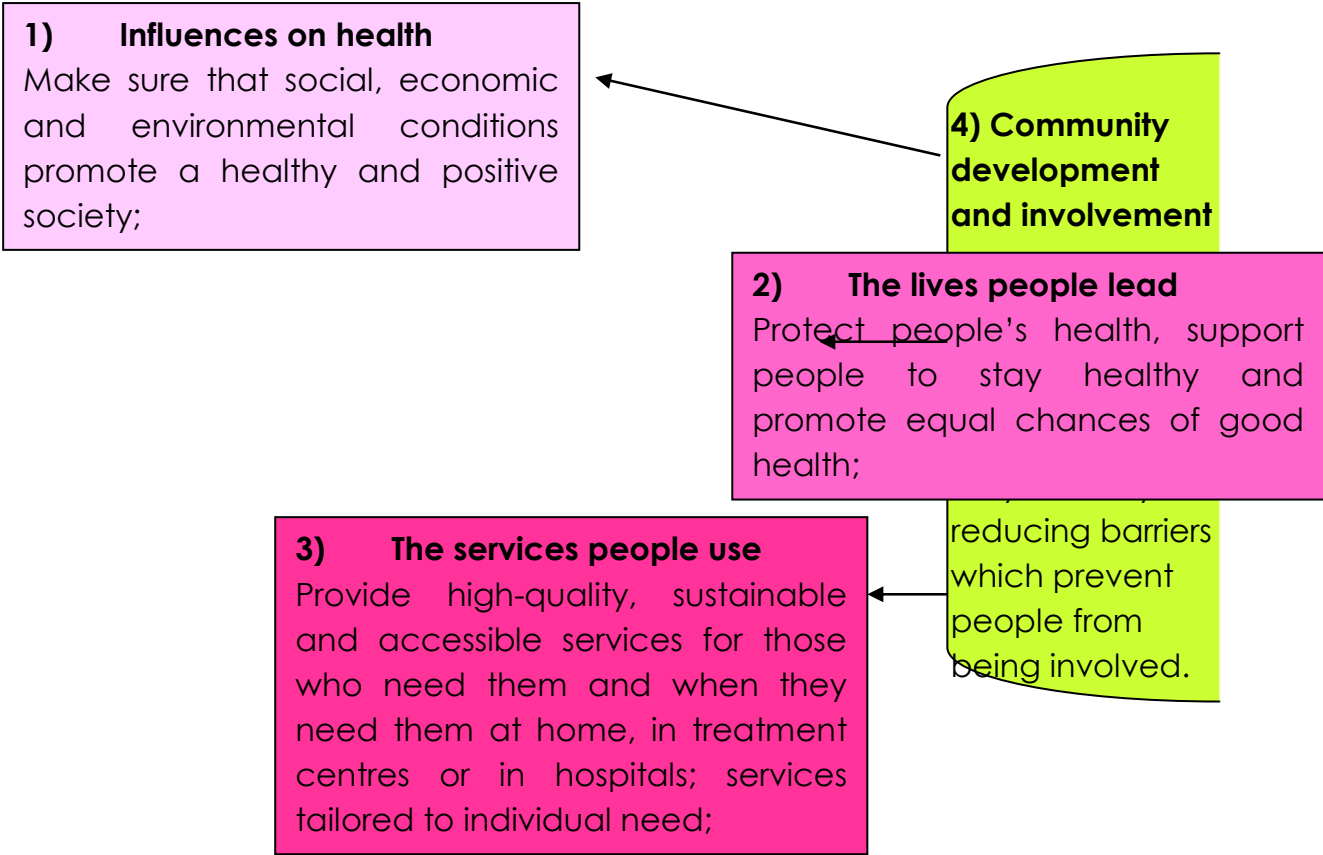 1) Influences on health
Make sure that social, economic
and environmental conditions
promote a healthy and positive
society;
4) Community
development
and involvement
2) The lives people lead
Protect people’s health, support
people to stay healthy and
promote equal chances of good
health;
reducing barriers
which prevent
people from
being involved.
3) The services people use
Provide high-quality, sustainable
and accessible services for those
who need them and when they
need them at home, in treatment
centres or in hospitals; services
tailored to individual need;